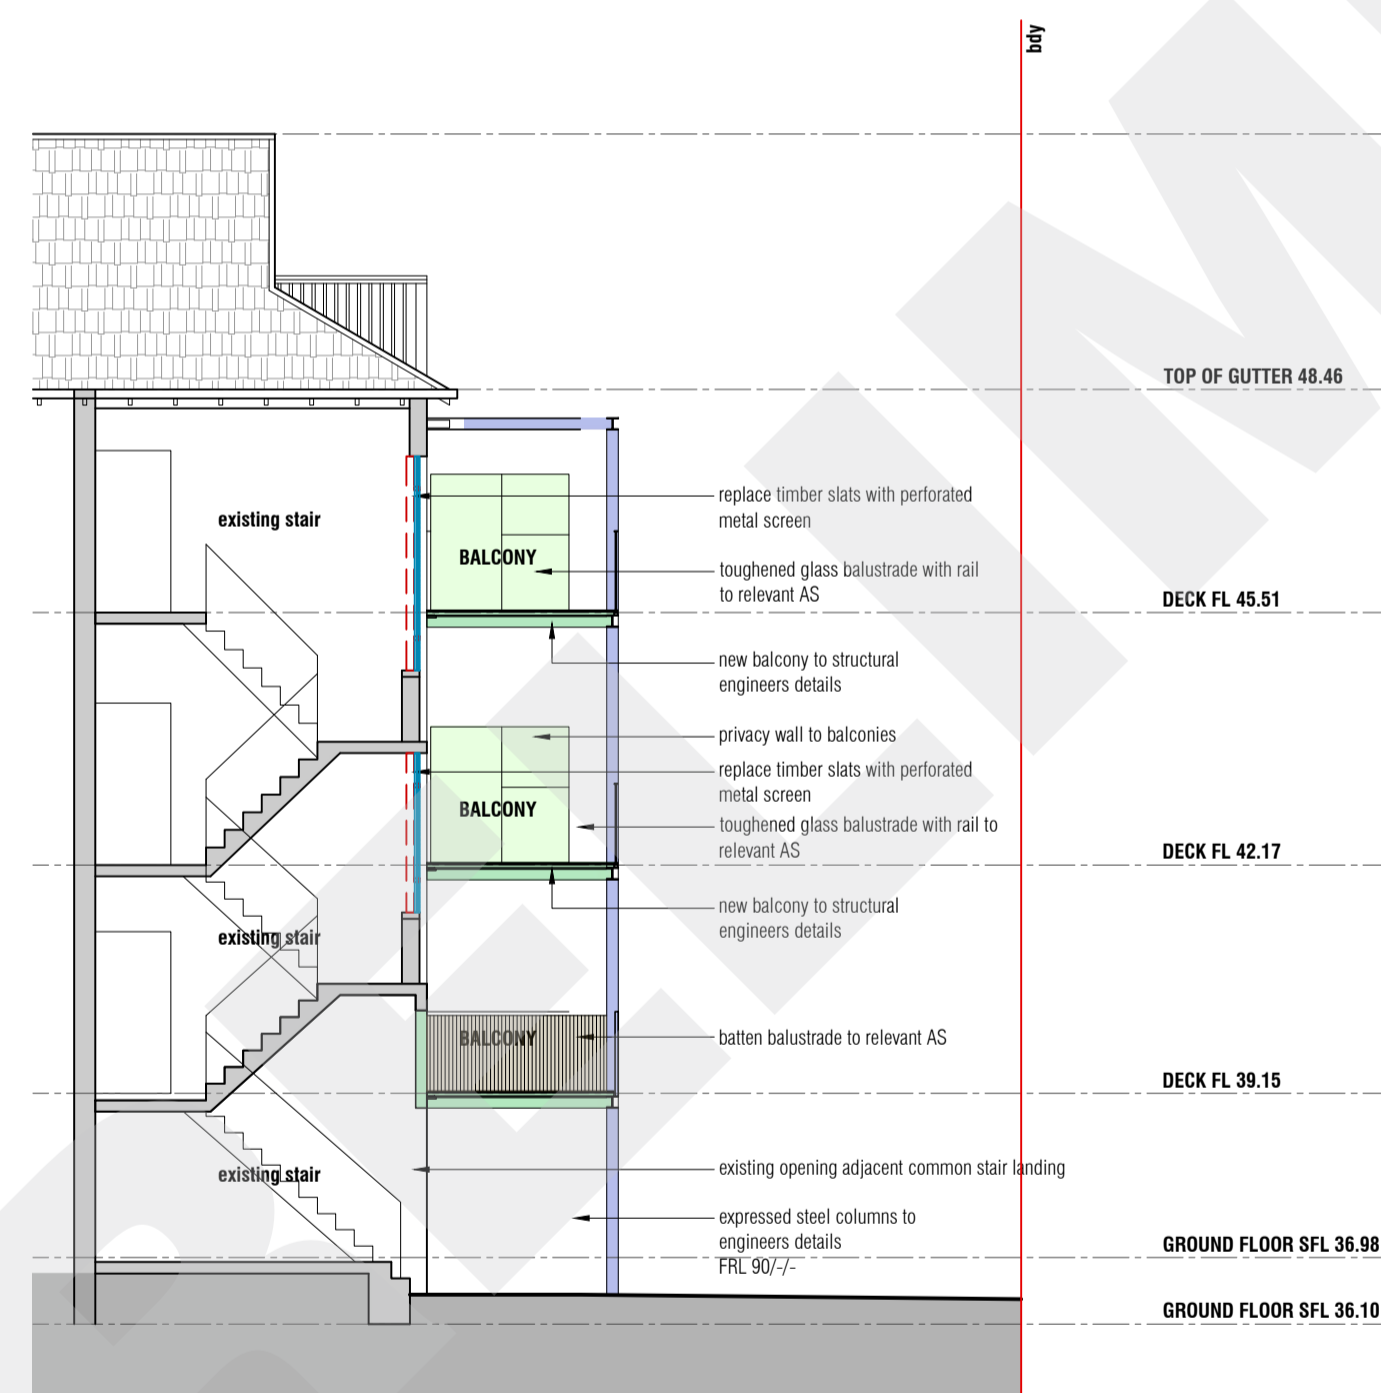 bdy
TOP OF GUTTER 48.46
existing stair
replace timber slats with perforated
metal screen
BALCONY
toughened glass balustrade with rail
to relevant AS
DECK FL 45.51
new balcony to structural
engineers details
privacy wall to balconies
replace timber slats with perforated
metal screen
BALCONY
toughened glass balustrade with rail to
relevant AS
DECK FL 42.17
new balcony to structural
engineers details
existing stair
BALCONY
batten balustrade to relevant AS
DECK FL 39.15
existing stair
existing opening adjacent common stair landing
expressed steel columns to
engineers details
FRL 90/-/-
GROUND FLOOR SFL 36.98
GROUND FLOOR SFL 36.10
RELIM